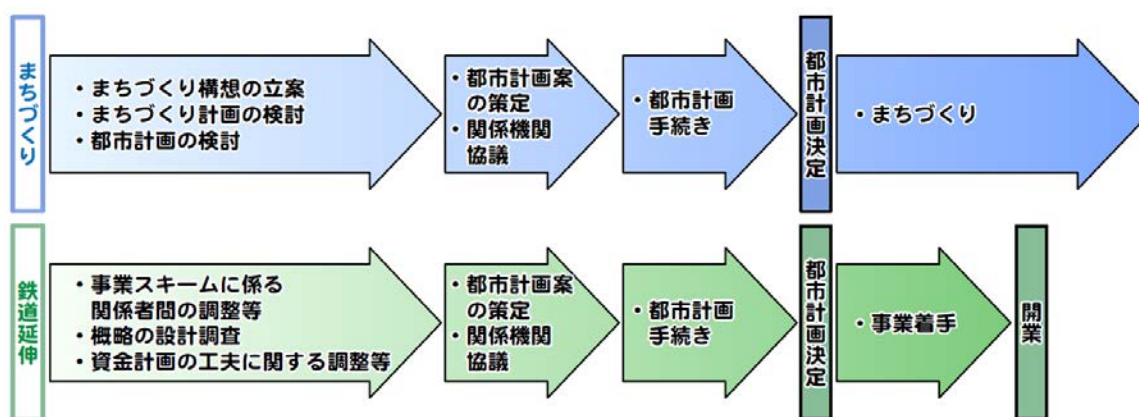 まちづくり
・まちづくり構想の立案
・まちづくり計画の検討
・都市計画の検討
・都市計画案
の策定
・関係機関
協議
・都市計画
手続き
都市計画決定
・まちづくり
鉄道延伸
・事業スキームに係る
関係者間の調整等
・概略の設計調査
・資金計画の工夫に関する調整等
・都市計画案
の策定
・関係機関
協議
・都市計画
手続き
都市計画決定
・事業着手
開業